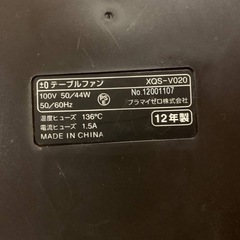 ±0 テーブルファン XQS-V020
100V 50/44W No.12001107
50/60Hz プラマイゼロ株式会社
温度ヒューズ 136℃
電流ヒューズ 1.5A 12年製
MADE IN CHINA